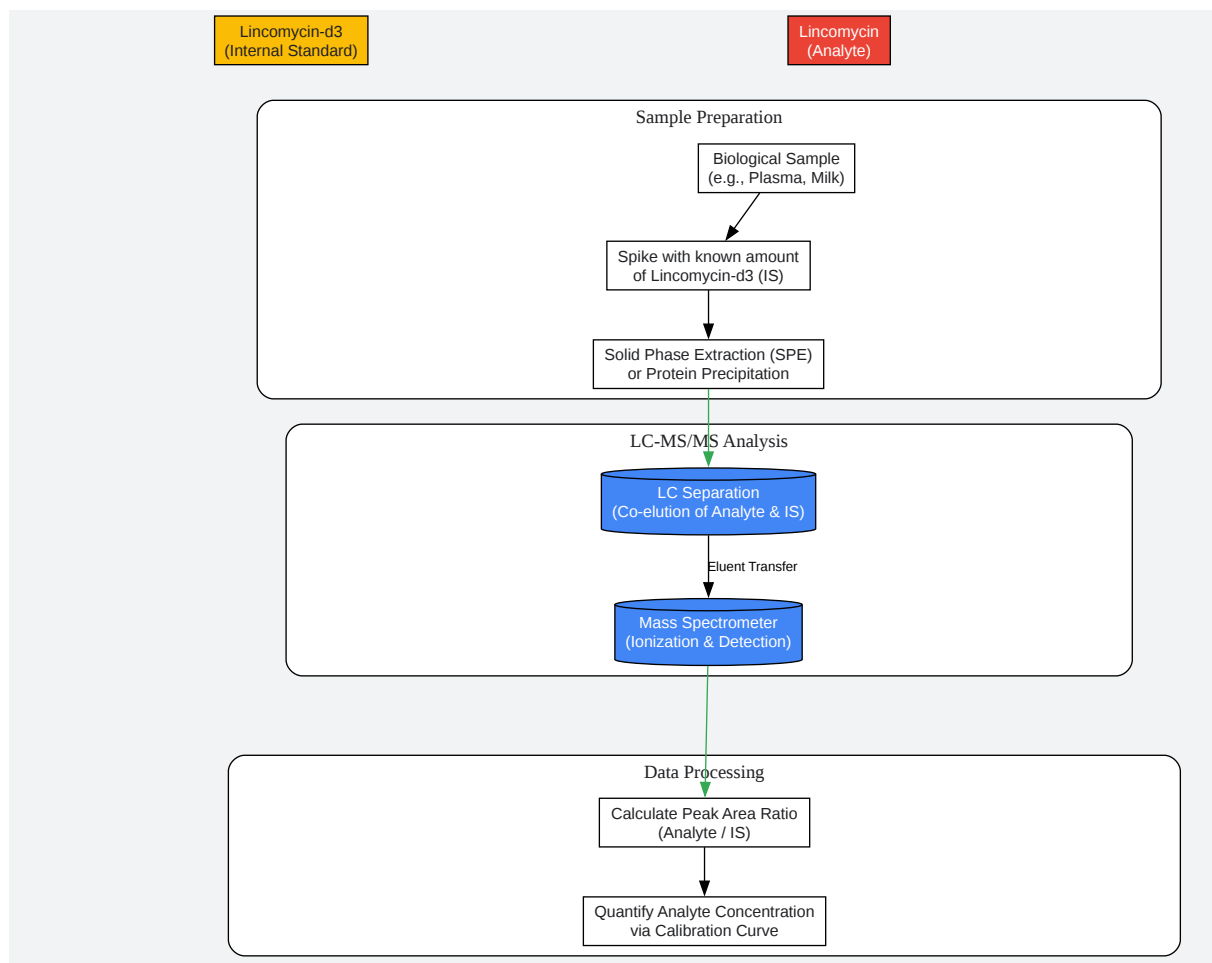 Lincomycin-d3
(Internal Standard)
Lincomycin
(Analyte)
Sample Preparation
Biological Sample
(e.g., Plasma, Milk)
Spike with known amount
of Lincomycin-d3 (IS)
Solid Phase Extraction (SPE)
or Protein Precipitation
LC-MS/MS Analysis
LC Separation
(Co-elution of Analyte & IS)
Eluent Transfer
Mass Spectrometer
(Ionization & Detection)
Data Processing
Calculate Peak Area Ratio
(Analyte / IS)
Quantify Analyte Concentration
via Calibration Curve